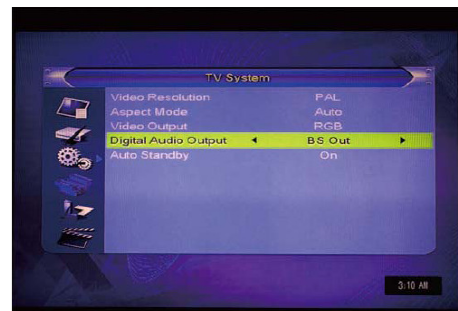 TV System
Video Resolution PAL
Aspect Mode Auto
Video Output RGB
Digital Audio Output BS Out
Auto Standby On
3:10 AM